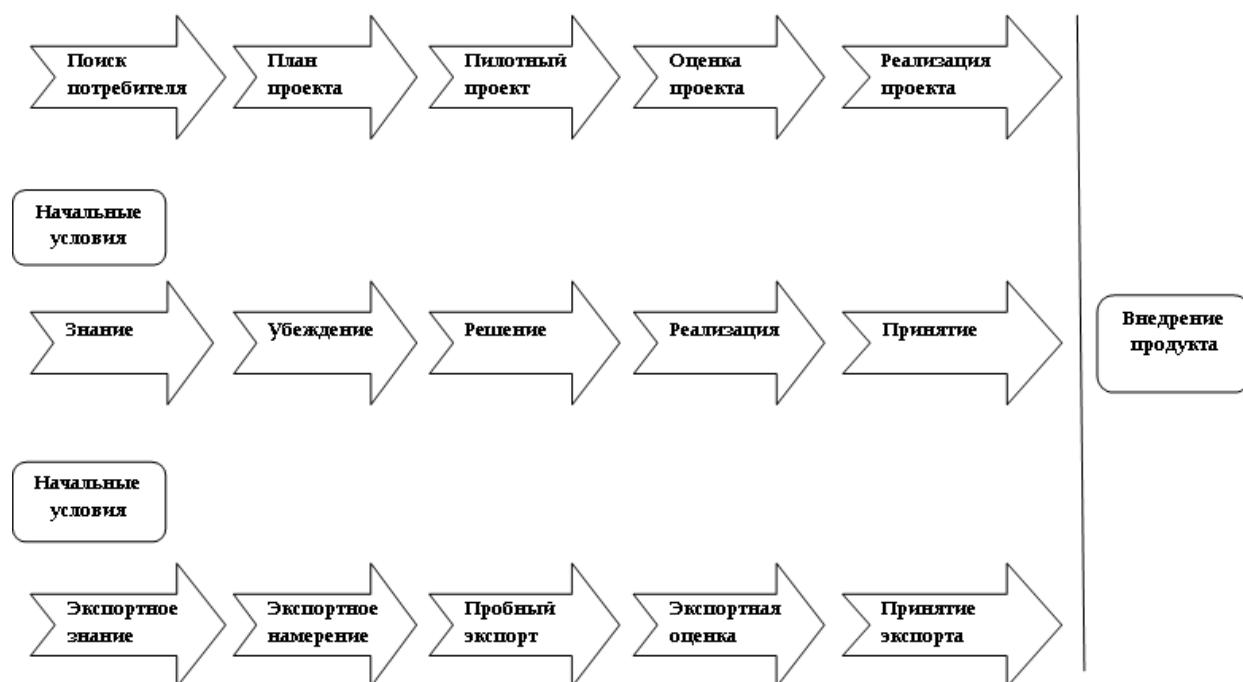 Поиск
потребителя
План
проекта
Пилотный
проект
Оценка
проекта
Реализация
проекта
Начальные
условия
Знание
Убеждение
Решение
Реализация
Принятие
Внедрение
продукта
Начальные
условия
Экспортное
знание
Экспортное
намерение
Пробный
экспорт
Экспортная
оценка
Принятие
экспорта